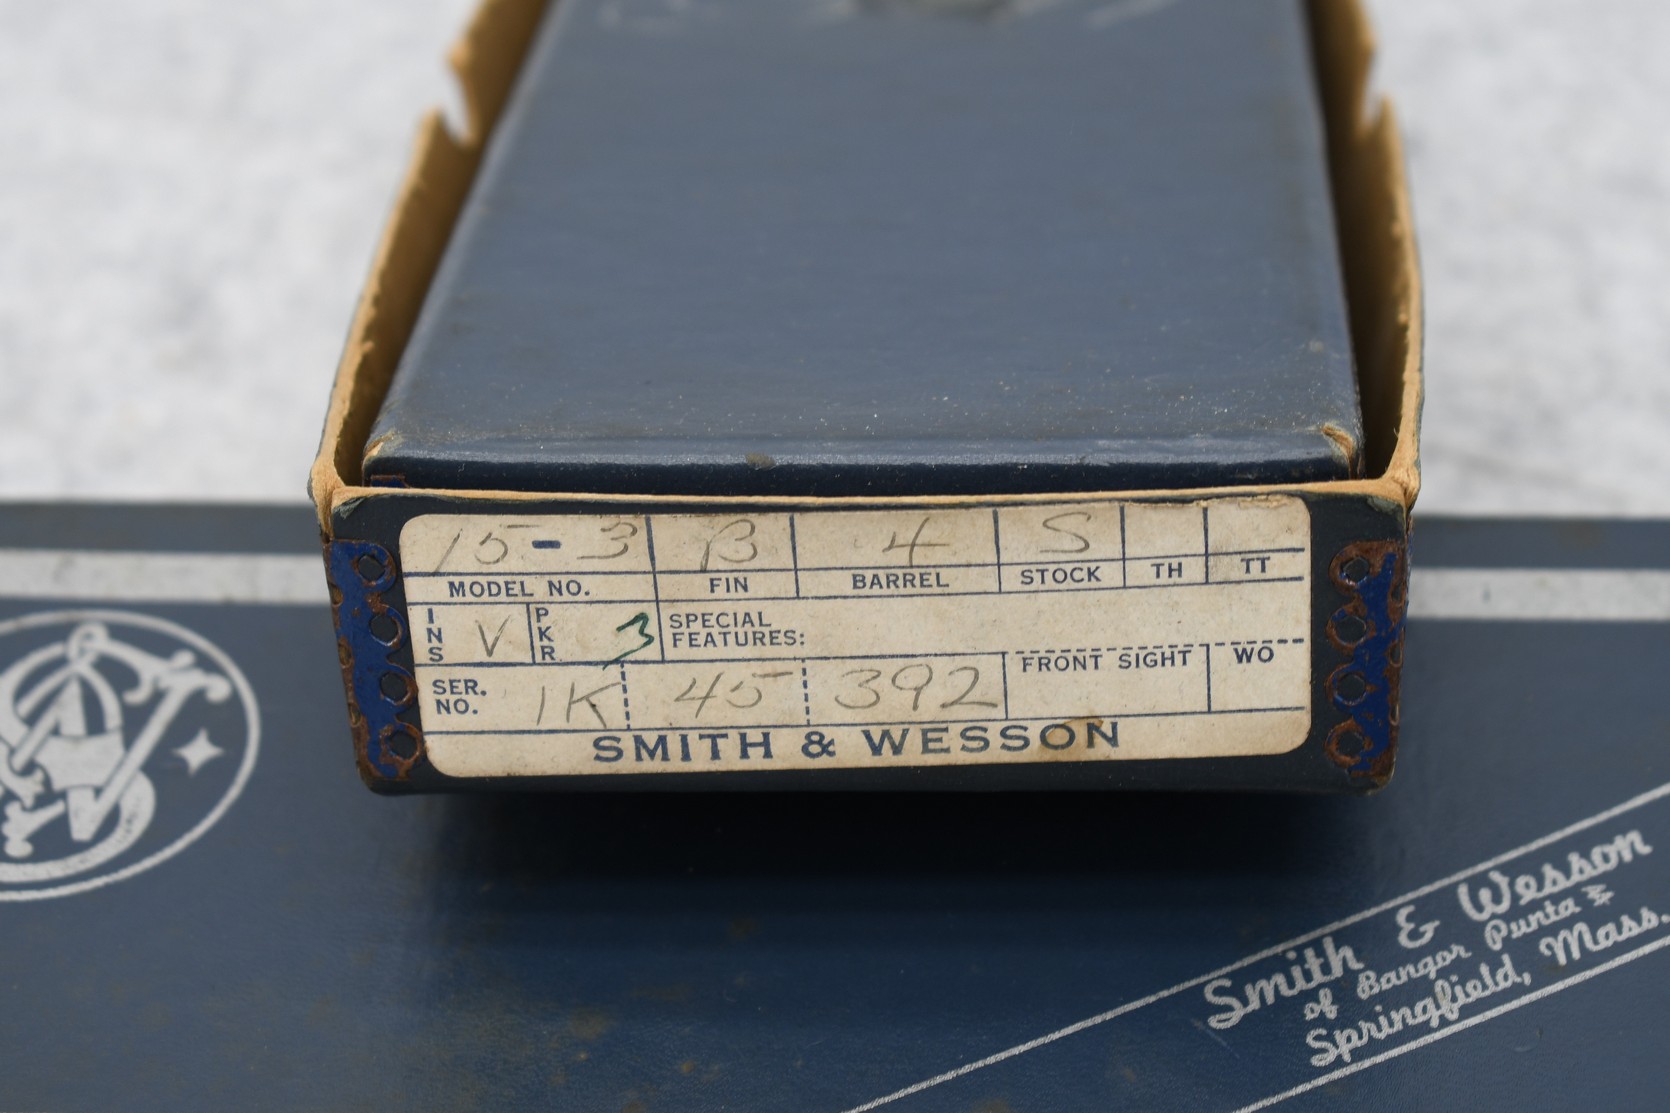 15-3 B 4 S
MODEL NO. FIN BARREL STOCK TH TT
INS V PKR 3 SPECIAL
FEATURES:
FRONT SIGHT WO
SER.
NO. 1K 45 392
SMITH & WESSON
Smith & Wesson
of Bangor Punta
Springfield, Mass.